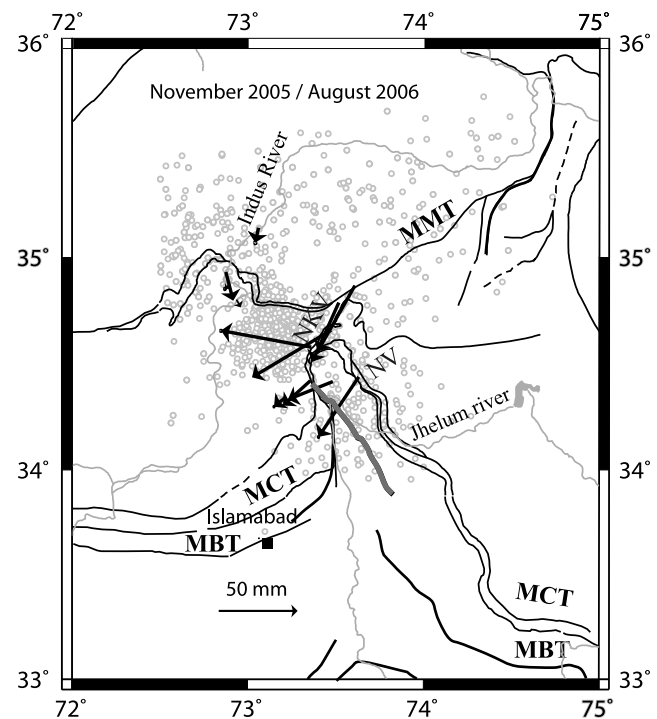 72° 73° 74° 75°
36° 36°
November 2005 / August 2006
Indus River
MMT
35° 35°
NKV
NV
Jhelum river
34° 34°
MCT
Islamabad
MBT
50 mm
MCT
MBT
33° 33°
72° 73° 74° 75°